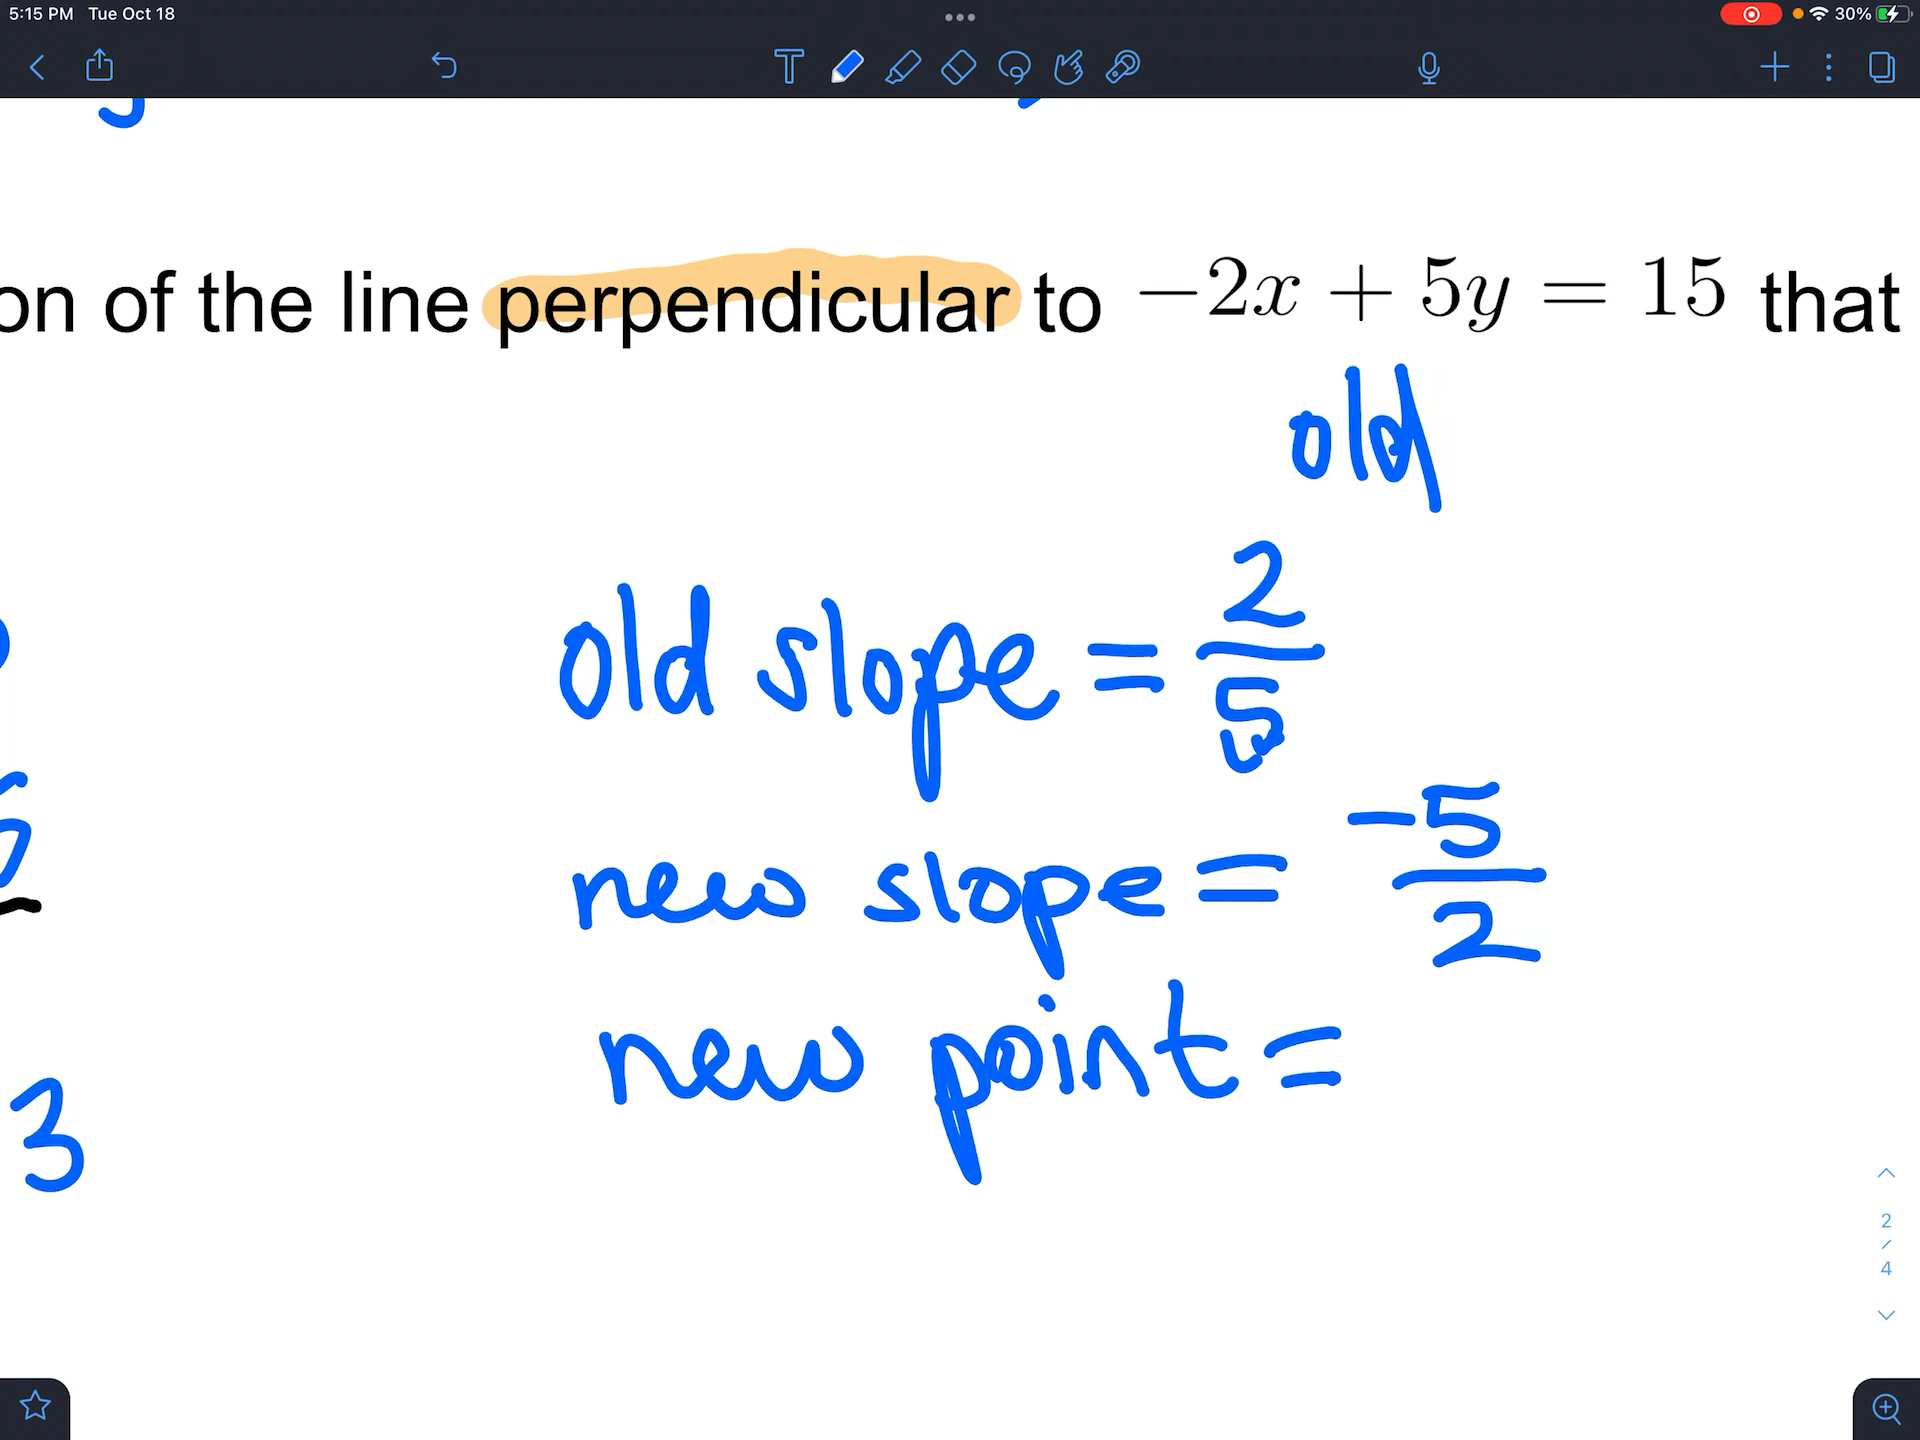 5:15 PM Tue Oct 18
30%
on of the line perpendicular to −2x + 5y = 15 that
old
old slope = 2/5
new slope = -5/2
new point =
3
2
/
4